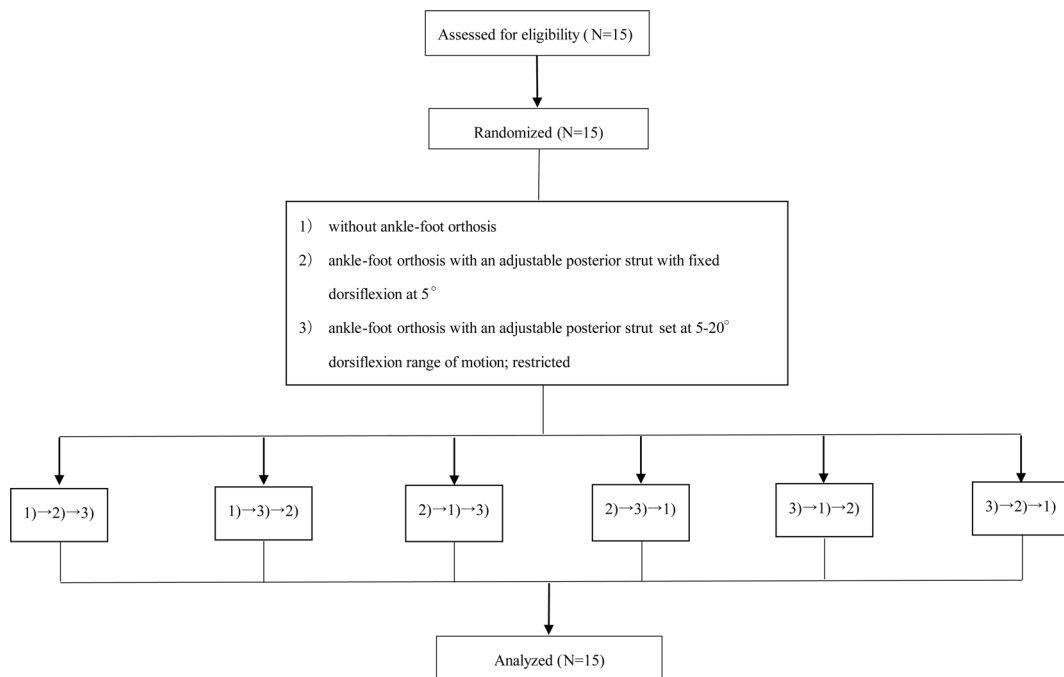 Assessed for eligibility ( N=15)
Randomized (N=15)
1） without ankle-foot orthosis
2） ankle-foot orthosis with an adjustable posterior strut with fixed
dorsiflexion at 5°
3） ankle-foot orthosis with an adjustable posterior strut set at 5-20°
dorsiflexion range of motion; restricted
1)→2)→3)
1)→3)→2)
2)→1)→3)
2)→3)→1)
3)→1)→2)
3)→2)→1)
Analyzed (N=15)